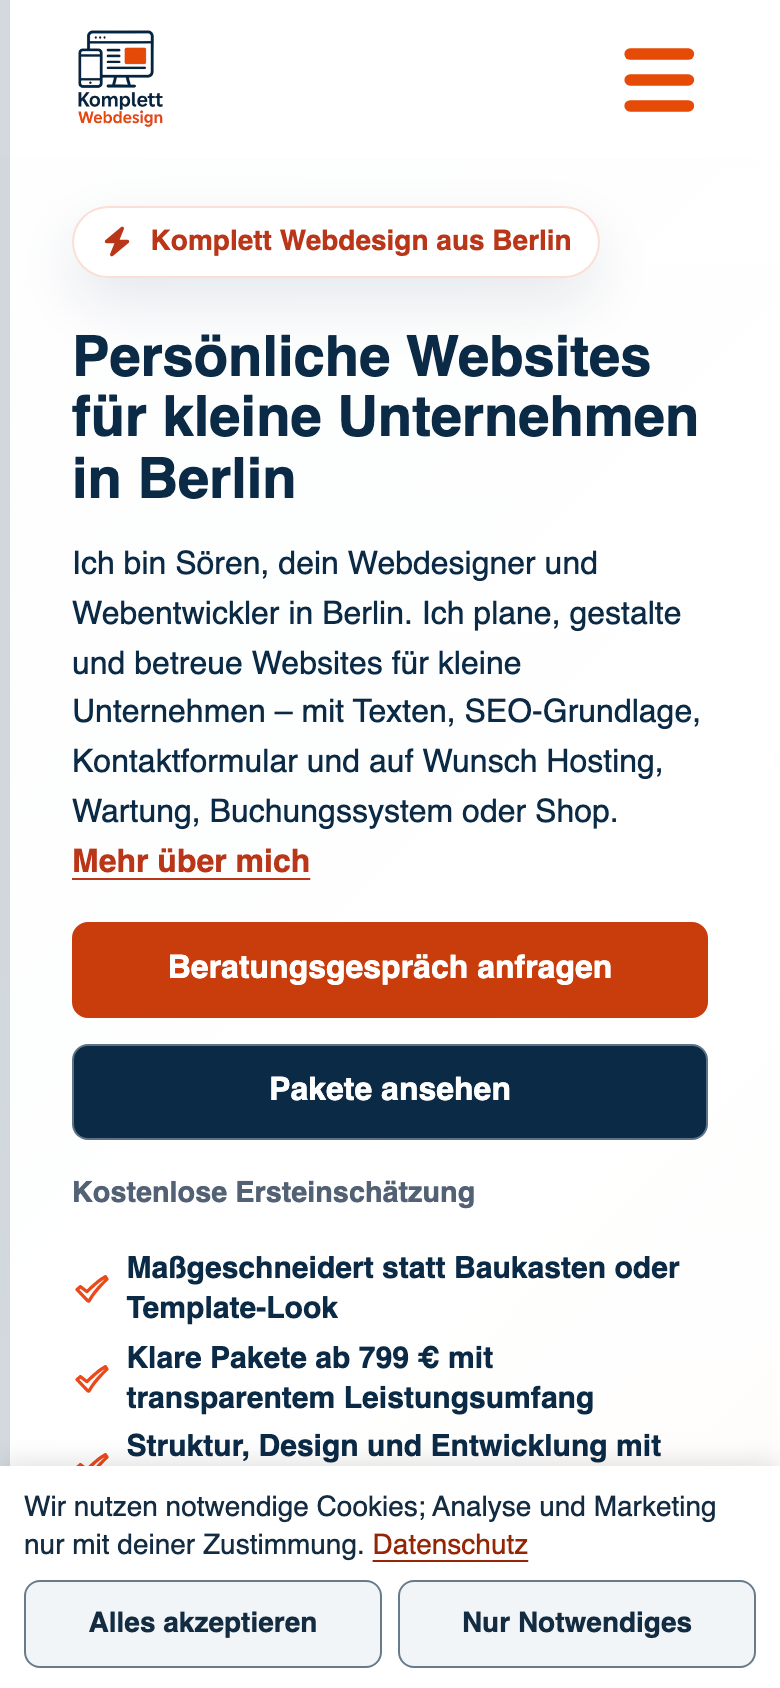 Komplett
Webdesign
Komplett Webdesign aus Berlin
Persönliche Websites
für kleine Unternehmen
in Berlin
Ich bin Sören, dein Webdesigner und
Webentwickler in Berlin. Ich plane, gestalte
und betreue Websites für kleine
Unternehmen – mit Texten, SEO-Grundlage,
Kontaktformular und auf Wunsch Hosting,
Wartung, Buchungssystem oder Shop.
Mehr über mich
Beratungsgespräch anfragen
Pakete ansehen
Kostenlose Ersteinschätzung
Maßgeschneidert statt Baukasten oder
Template-Look
Klare Pakete ab 799 € mit
transparentem Leistungsumfang
Struktur, Design und Entwicklung mit
Wir nutzen notwendige Cookies; Analyse und Marketing
nur mit deiner Zustimmung. Datenschutz
Alles akzeptieren
Nur Notwendiges